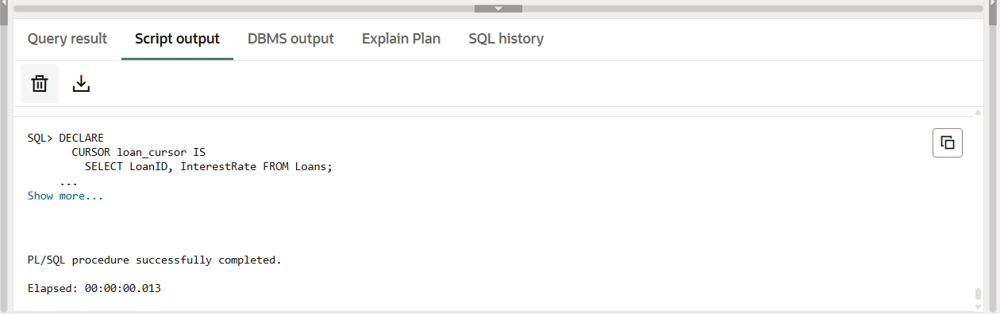 Query result Script output DBMS output Explain Plan SQL history
SQL> DECLARE
CURSOR loan_cursor IS
SELECT LoanID, InterestRate FROM Loans;
...
Show more...
PL/SQL procedure successfully completed.
Elapsed: 00:00:00.013